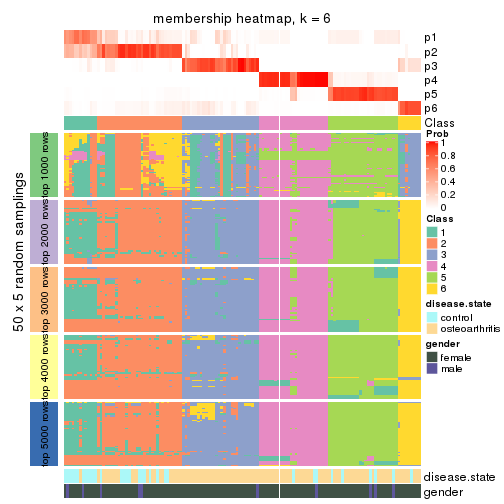 membership heatmap, k = 6
p1
p2
p3
p4
p5
p6
Class
50 x 5 random samplings
top 1000 rows
top 2000 rows
top 3000 rows
top 4000 rows
top 5000 rows
disease.state
gender
Prob
1
0.8
0.6
0.4
0.2
0
Class
1
2
3
4
5
6
disease.state
control
osteoarthritis
gender
female
male